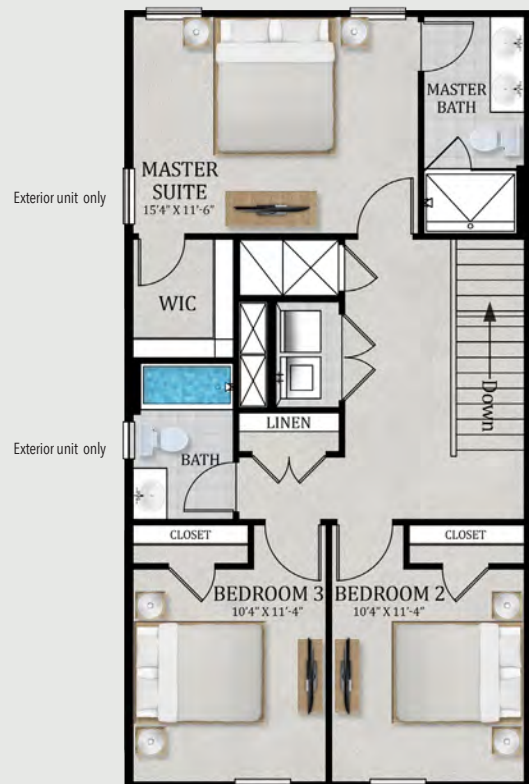 MASTER
BATH
MASTER
SUITE
15'4" X 11'-6"
Exterior unit only
WIC
Down
LINEN
Exterior unit only
BATH
CLOSET
CLOSET
BEDROOM 3
10'4" X 11'-4"
BEDROOM 2
10'4" X 11'-4"